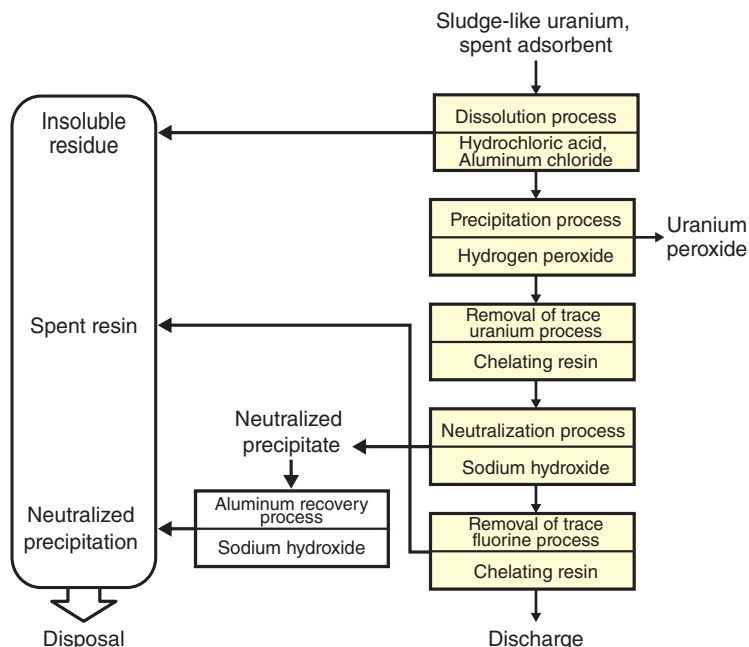 Sludge-like uranium,
spent adsorbent
Dissolution process
Hydrochloric acid,
Aluminum chloride
Insoluble
residue
Precipitation process
Hydrogen peroxide
Uranium
peroxide
Removal of trace
uranium process
Chelating resin
Spent resin
Neutralization process
Sodium hydroxide
Neutralized
precipitate
Aluminum recovery
process
Sodium hydroxide
Neutralized
precipitation
Removal of trace
fluorine process
Chelating resin
Disposal
Discharge